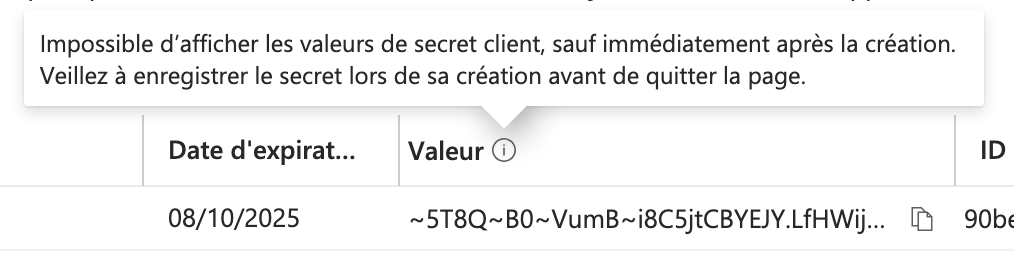 Impossible d’afficher les valeurs de secret client, sauf immédiatement après la création.
Veillez à enregistrer le secret lors de sa création avant de quitter la page.
Date d'expirat... Valeur ID
08/10/2025 ~5T8Q~B0~VumB~i8C5jtCBYEJY.LfHWij... 90be